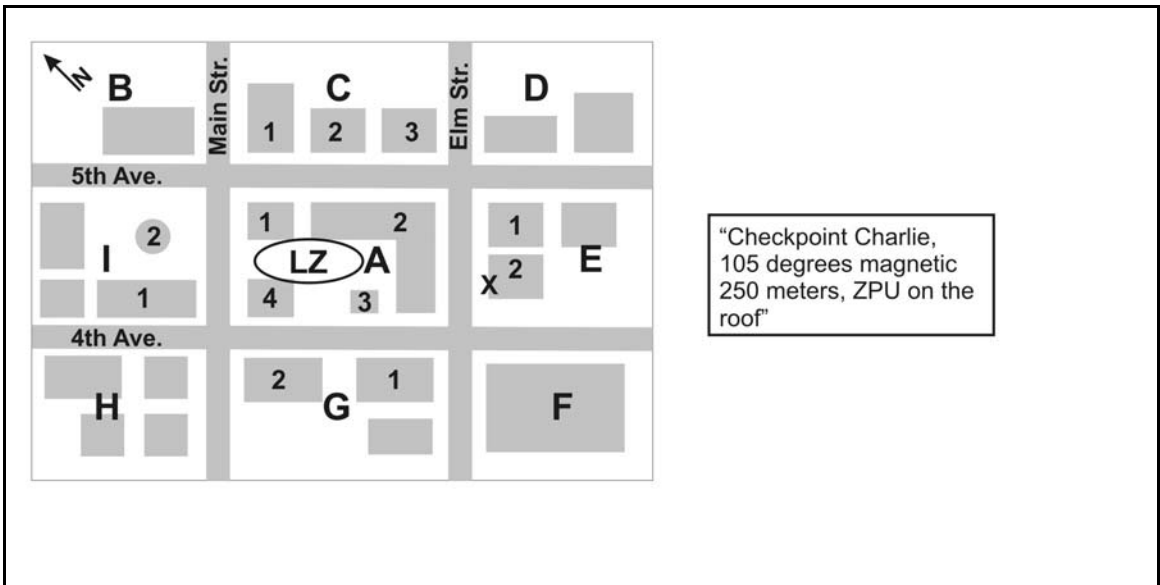 N
B
Main Str.
C
Elm Str.
D
1
2
3
5th Ave.
I
2
1
1
2
LZ
A
4
3
1
2
X
E
4th Ave.
H
2
1
G
F
“Checkpoint Charlie,
105 degrees magnetic
250 meters, ZPU on the
roof”